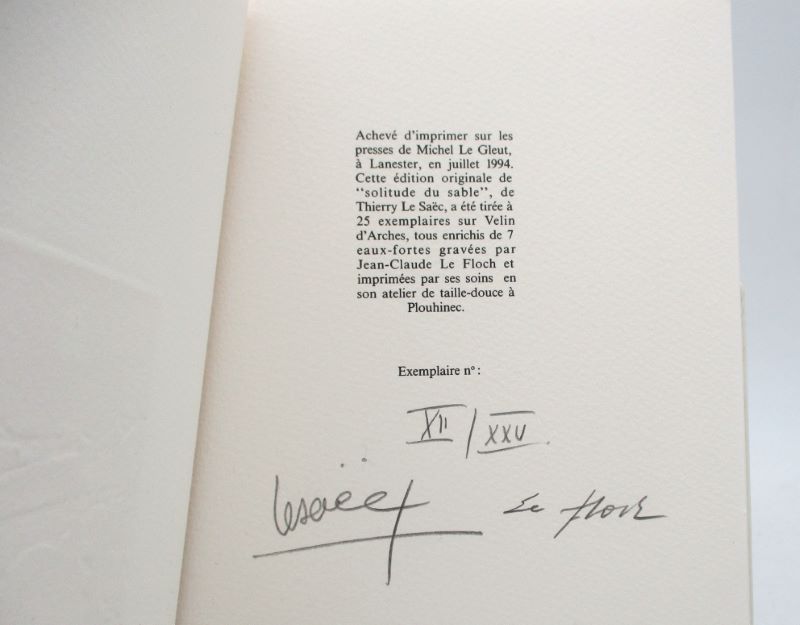 Achevé d'imprimer sur les
presses de Michel Le Gleut,
à Lanester, en juillet 1994.
Cette édition originale de
"solitude du sable", de
Thierry Le Saëc, a été tirée à
25 exemplaires sur Velin
d'Arches, tous enrichis de 7
eaux-fortes gravées par
Jean-Claude Le Floch et
imprimées par ses soins en
son atelier de taille-douce à
Plouhinec.
Exemplaire nº :
XII / XXV
Lesaëc Le Floch